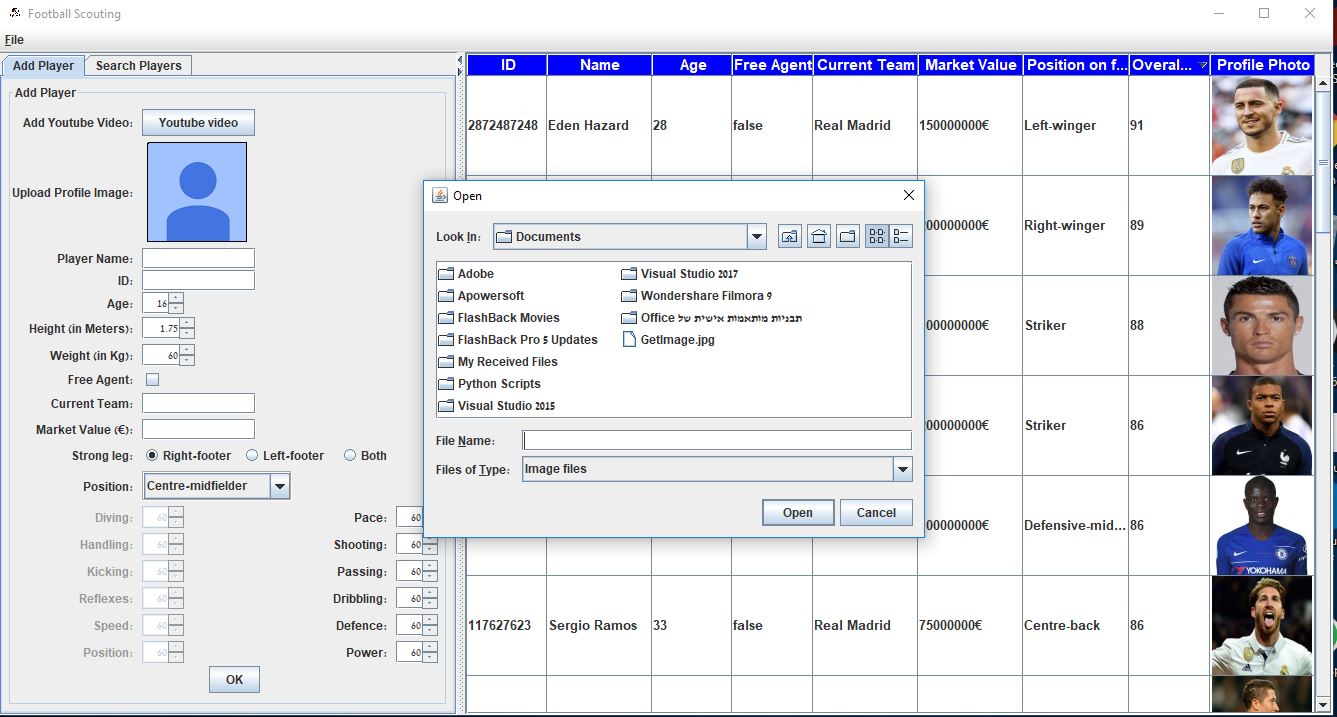 Football Scouting
File
Add Player Search Players
Add Player
Add Youtube Video: Youtube video
Upload Profile Image:
Player Name:
ID:
Age: 16
Height (in Meters): 1.75
Weight (in Kg): 60
Free Agent:
Current Team:
Market Value (€):
Strong leg: Right-footer Left-footer Both
Position: Centre-midfielder
Diving: 60 Pace: 60
Handling: 60 Shooting: 60
Kicking: 60 Passing: 60
Reflexes: 60 Dribbling: 60
Speed: 60 Defence: 60
Position: 60 Power: 60
OK
ID Name Age Free Agent Current Team Market Value Position on f... Overal... Profile Photo
2872487248 Eden Hazard 28 false Real Madrid 150000000€ Left-winger 91
00000000€ Right-winger 89
00000000€ Striker 88
00000000€ Striker 86
00000000€ Defensive-mid... 86
YOKOHAMA
117627623 Sergio Ramos 33 false Real Madrid 75000000€ Centre-back 86
Open
Look In: Documents
Adobe
Apowersoft
FlashBack Movies
FlashBack Pro 5 Updates
My Received Files
Python Scripts
Visual Studio 2015
Visual Studio 2017
Wondershare Filmora 9
תבניות מותאמות אישית של Office
GetImage.jpg
File Name:
Files of Type: Image files
Open Cancel